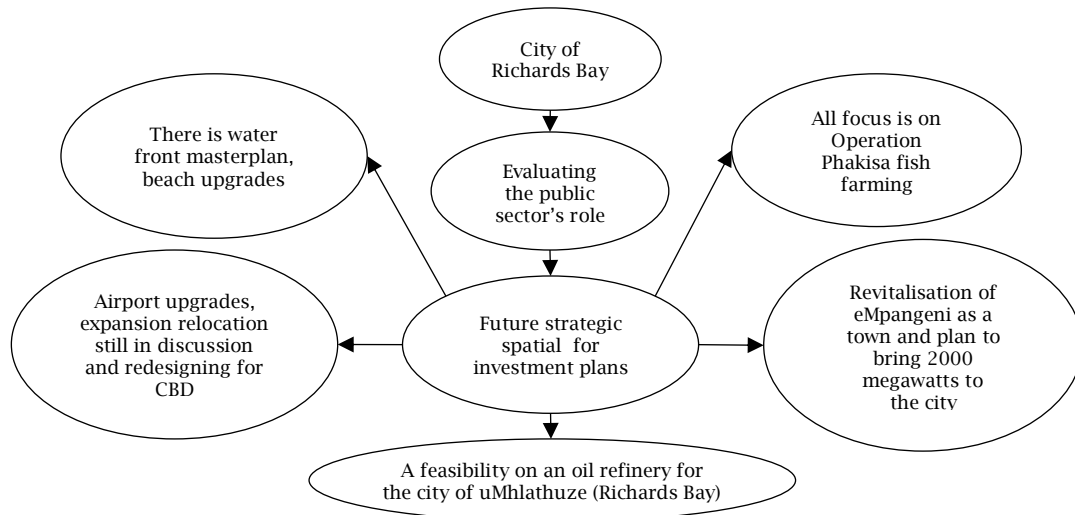 City of
Richards Bay
There is water
front masterplan,
beach upgrades
Evaluating
the public
sector's role
All focus is on
Operation
Phakisa fish
farming
Airport upgrades,
expansion relocation
still in discussion
and redesigning for
CBD
Future strategic
spatial for
investment plans
Revitalisation of
eMpangeni as a
town and plan to
bring 2000
megawatts to
the city
A feasibility on an oil refinery for
the city of uMhlathuze (Richards Bay)